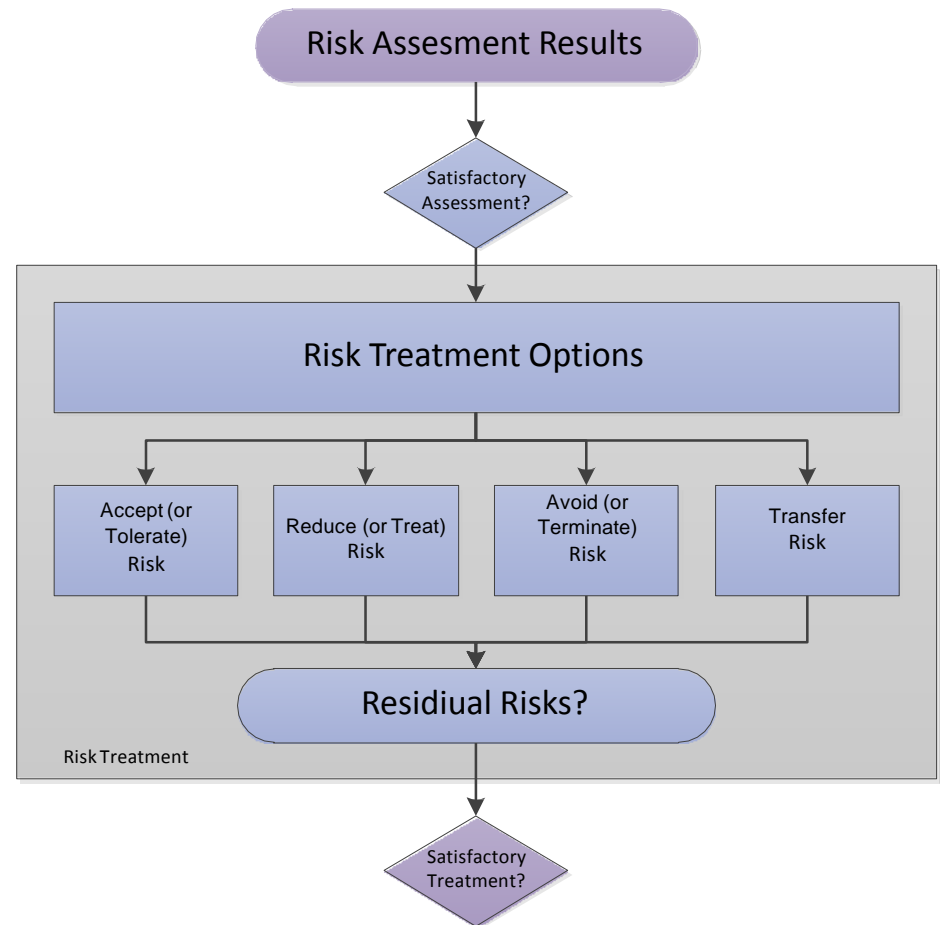 Risk Assesment Results
Satisfactory
Assessment?
Risk Treatment Options
Accept (or
Tolerate)
Risk
Reduce (or Treat)
Risk
Avoid (or
Terminate)
Risk
Transfer
Risk
Residiual Risks?
Risk Treatment
Satisfactory
Treatment?